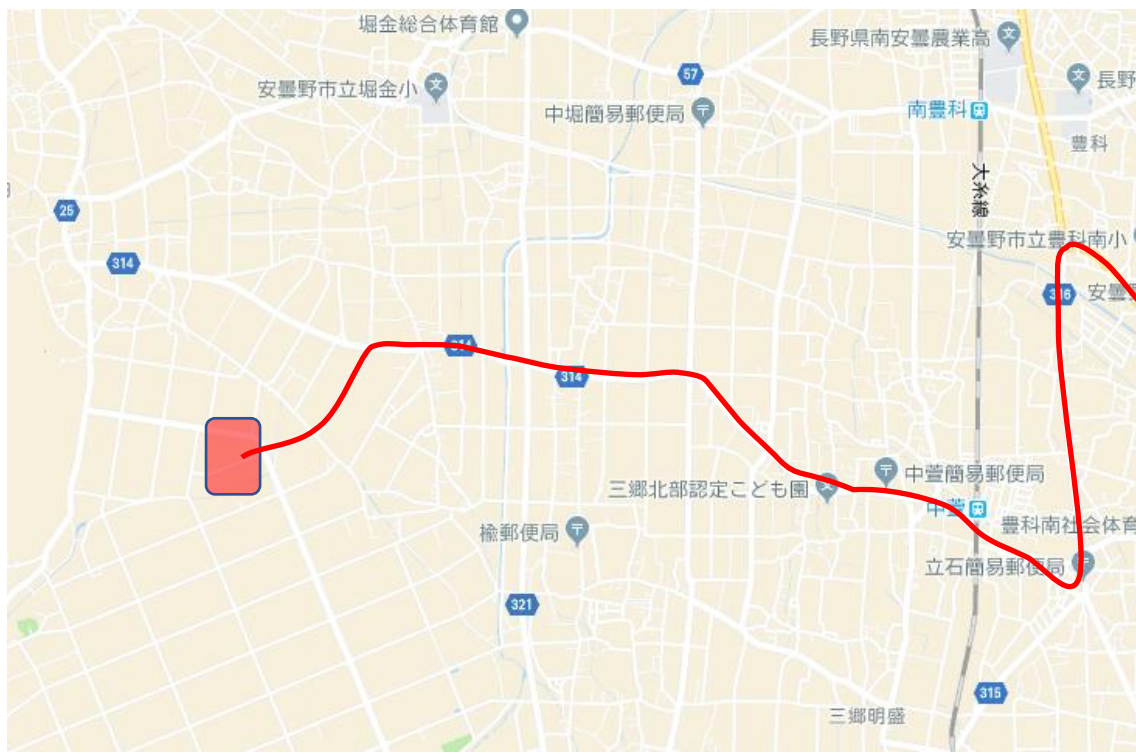 堀金総合体育館
長野県南安曇農業高
安曇野市立堀金小
57
長野
中堀簡易郵便局
南豊科
豊科
大糸線
25
安曇野市立豊科南小
314
316
安曇野
314
314
中萱簡易郵便局
三郷北部認定こども園
中萱
楡郵便局
豊科南社会体育
立石簡易郵便局
321
315
三郷明盛